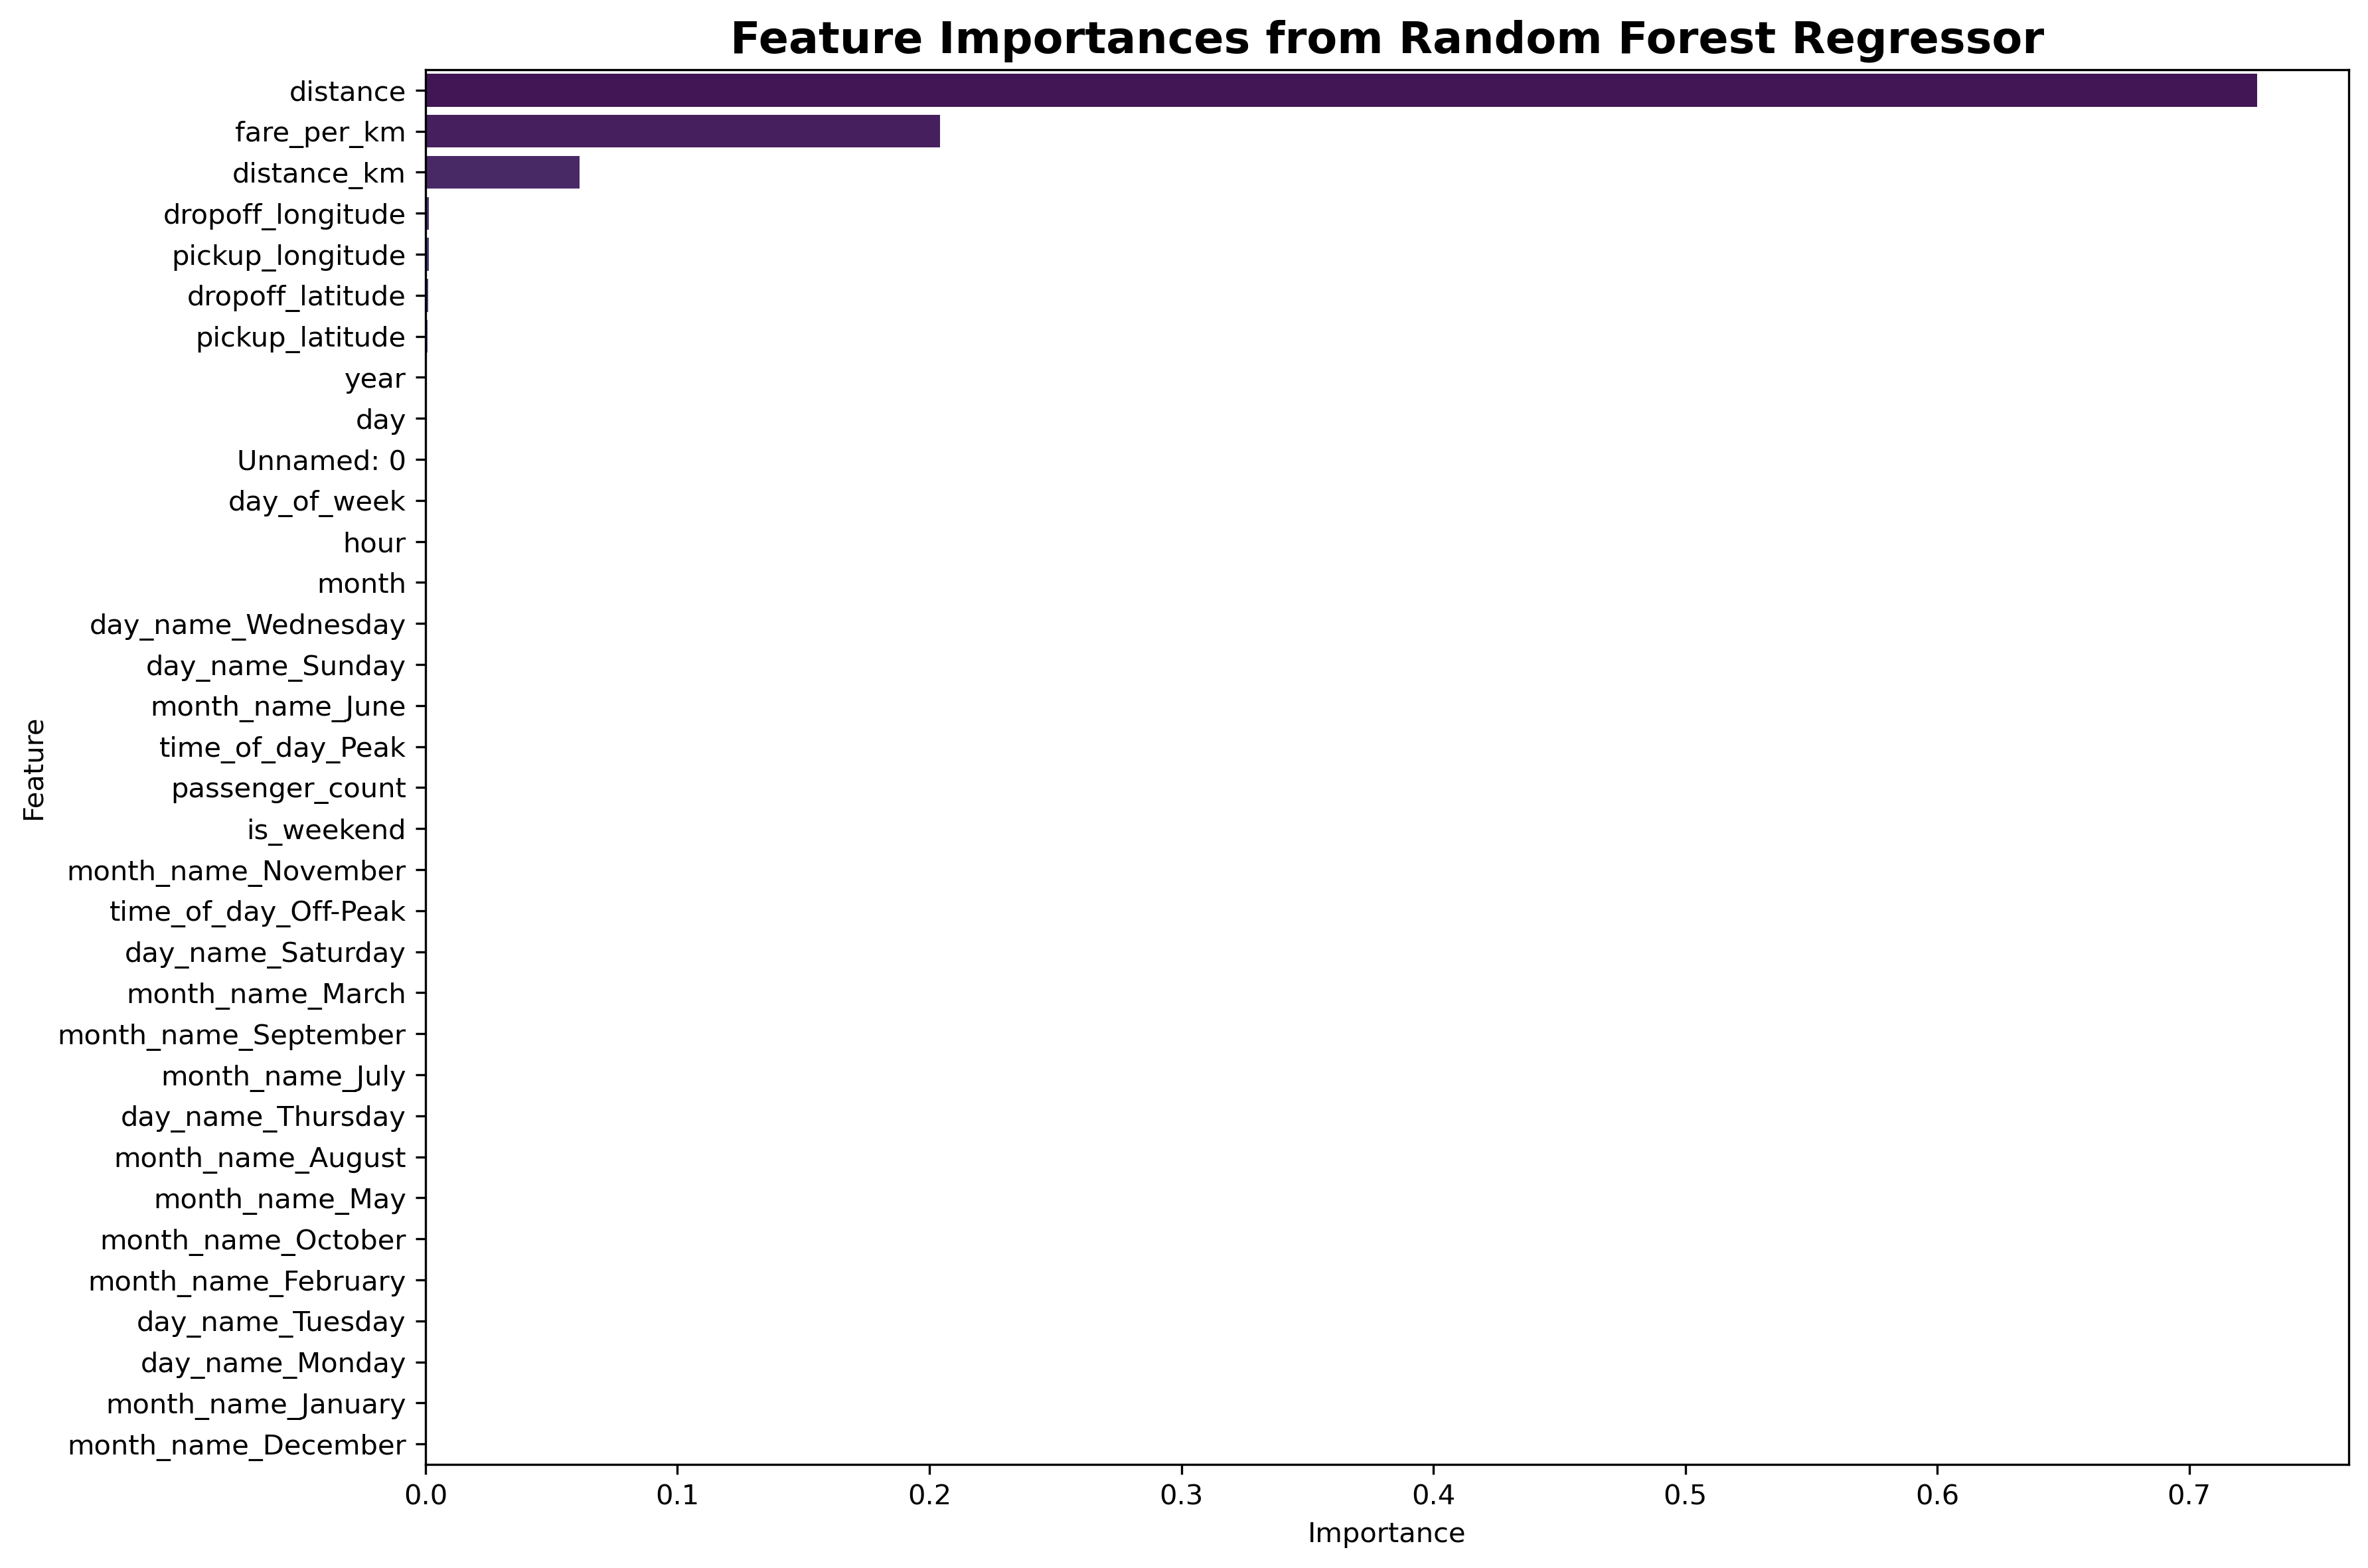 Feature Importances from Random Forest Regressor
distance
fare_per_km
distance_km
dropoff_longitude
pickup_longitude
dropoff_latitude
pickup_latitude
year
day
Unnamed: 0
day_of_week
hour
month
day_name_Wednesday
day_name_Sunday
month_name_June
time_of_day_Peak
passenger_count
is_weekend
month_name_November
time_of_day_Off-Peak
day_name_Saturday
month_name_March
month_name_September
month_name_July
day_name_Thursday
month_name_August
month_name_May
month_name_October
month_name_February
day_name_Tuesday
day_name_Monday
month_name_January
month_name_December
Feature
0.0 0.1 0.2 0.3 0.4 0.5 0.6 0.7
Importance